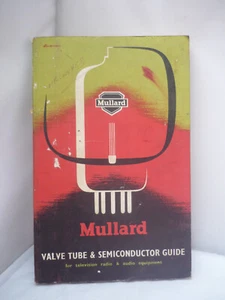 Mullard
Mullard
VALVE TUBE & SEMICONDUCTOR GUIDE
for television radio & audio equipment